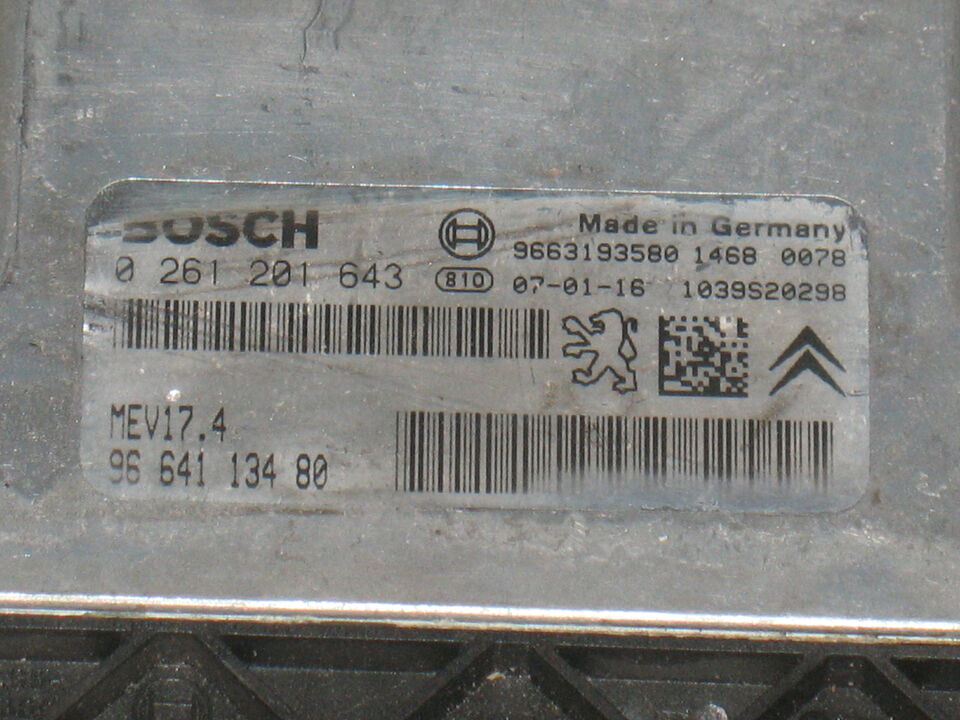 BOSCH
Made in Germany
9663193580 1468 0078
0 261 201 643
810 07-01-16 1039S20298
MEV17.4
96 641 134 80